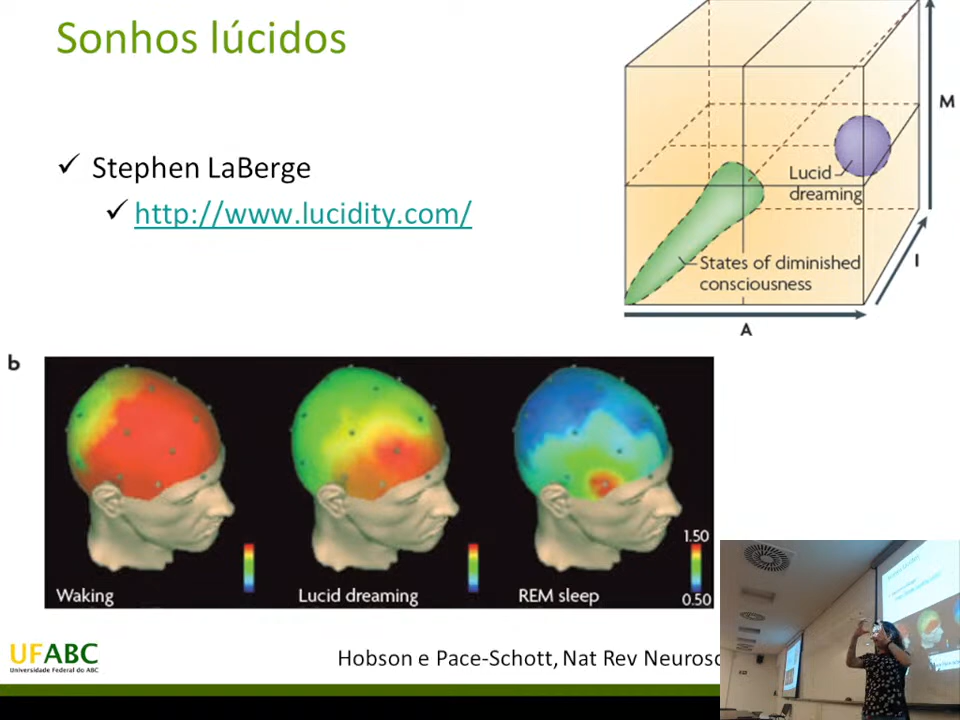 Sonhos lúcidos
✓ Stephen LaBerge
✓ http://www.lucidity.com/
M
Lucid
dreaming
I
States of diminished
consciousness
A
b
1.50
Waking
Lucid dreaming
REM sleep
0.50
UFABC
Universidade Federal do ABC
Hobson e Pace-Schott, Nat Rev Neurosc